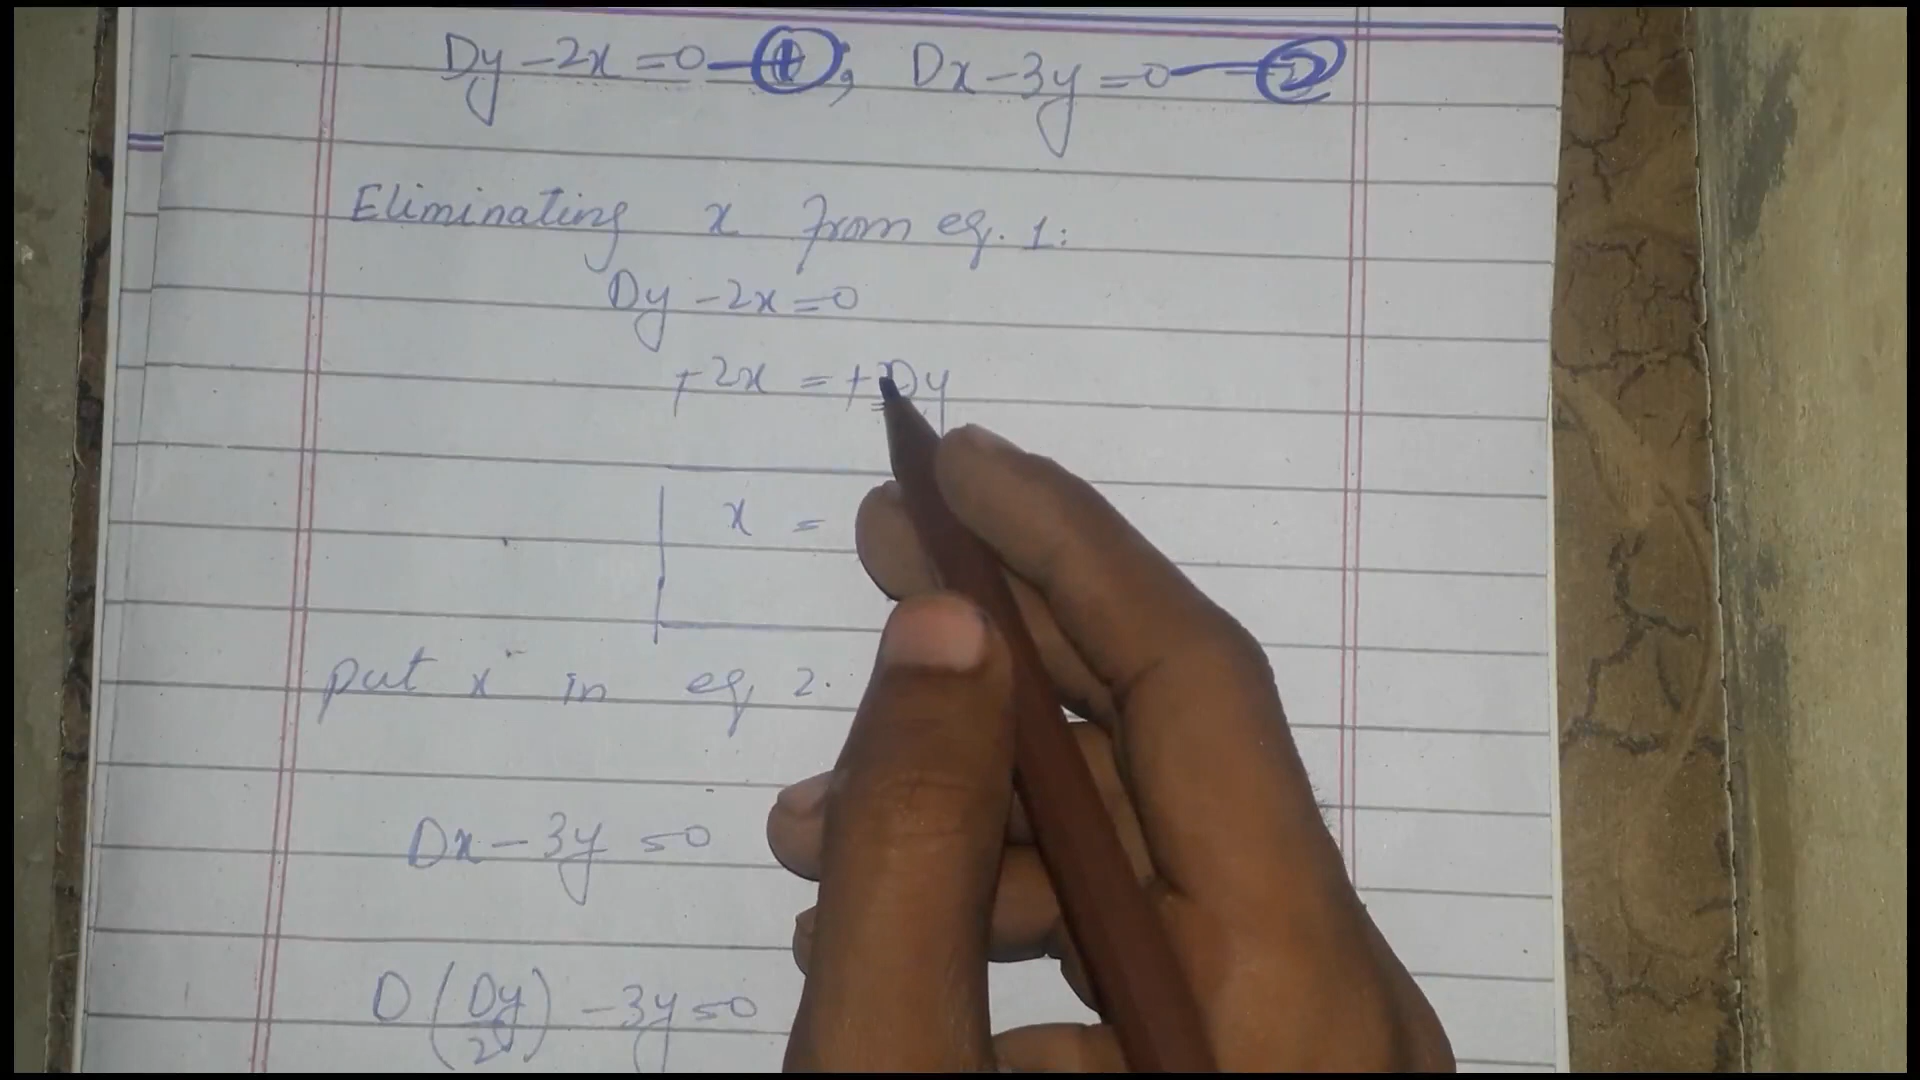 Dy - 2x = 0 — ① ; Dx - 3y = 0 — ②
Eliminating x from eq. 1:
Dy - 2x = 0
+2x = + Dy
x =
put x in eq 2.
Dx - 3y = 0
D (Dy/2) - 3y = 0